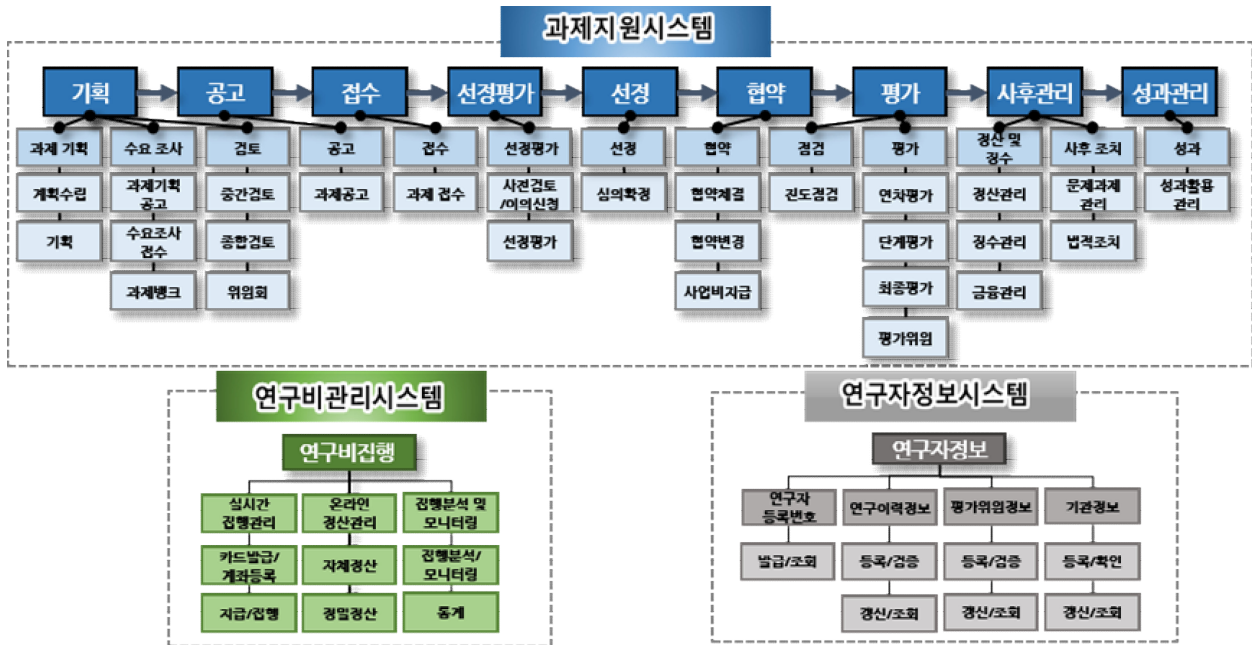 과제지원시스템
기획
공고
접수
선정평가
선정
협약
평가
사후관리
성과관리
과제 기획
수요 조사
검토
공고
접수
선정평가
선정
협약
점검
평가
정산 및
징수
사후 조치
성과
계획수립
과제기획
공고
중간검토
과제공고
과제 접수
사전검토
/이의신청
심의확정
협약체결
진도점검
연차평가
정산관리
문제과제
관리
성과활용
관리
기획
수요조사
접수
종합검토
선정평가
협약변경
단계평가
징수관리
법적조치
과제뱅크
위원회
사업비지급
최종평가
금융관리
평가위원
연구비관리시스템
연구비집행
실시간
집행관리
온라인
정산관리
집행분석 및
모니터링
카드발급/
계좌등록
자체정산
집행분석/
모니터링
지급/집행
정밀정산
통계
연구자정보시스템
연구자정보
연구자
등록번호
연구이력정보
평가위원정보
기관정보
발급/조회
등록/검증
등록/검증
등록/확인
갱신/조회
갱신/조회
갱신/조회